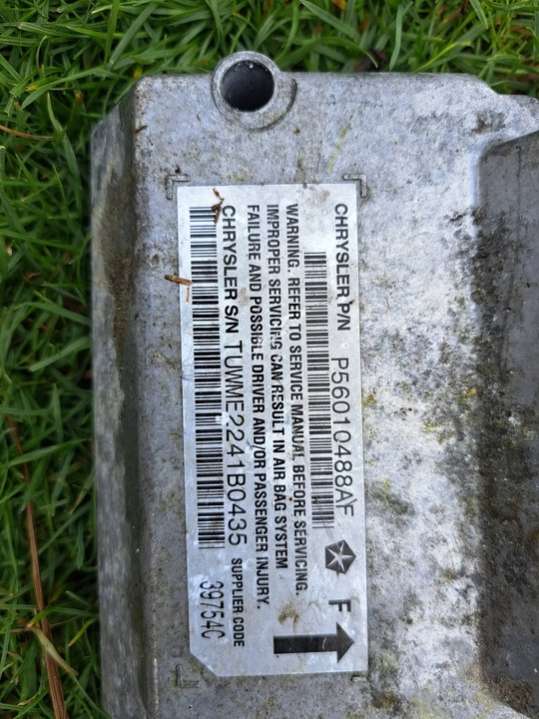 CHRYSLER P/N P56010488AF F
WARNING. REFER TO SERVICE MANUAL BEFORE SERVICING.
IMPROPER SERVICING CAN RESULT IN AIR BAG SYSTEM
FAILURE AND POSSIBLE DRIVER AND/OR PASSENGER INJURY.
CHRYSLER S/N TUWME2241B0435 SUPPLIER CODE
39754C